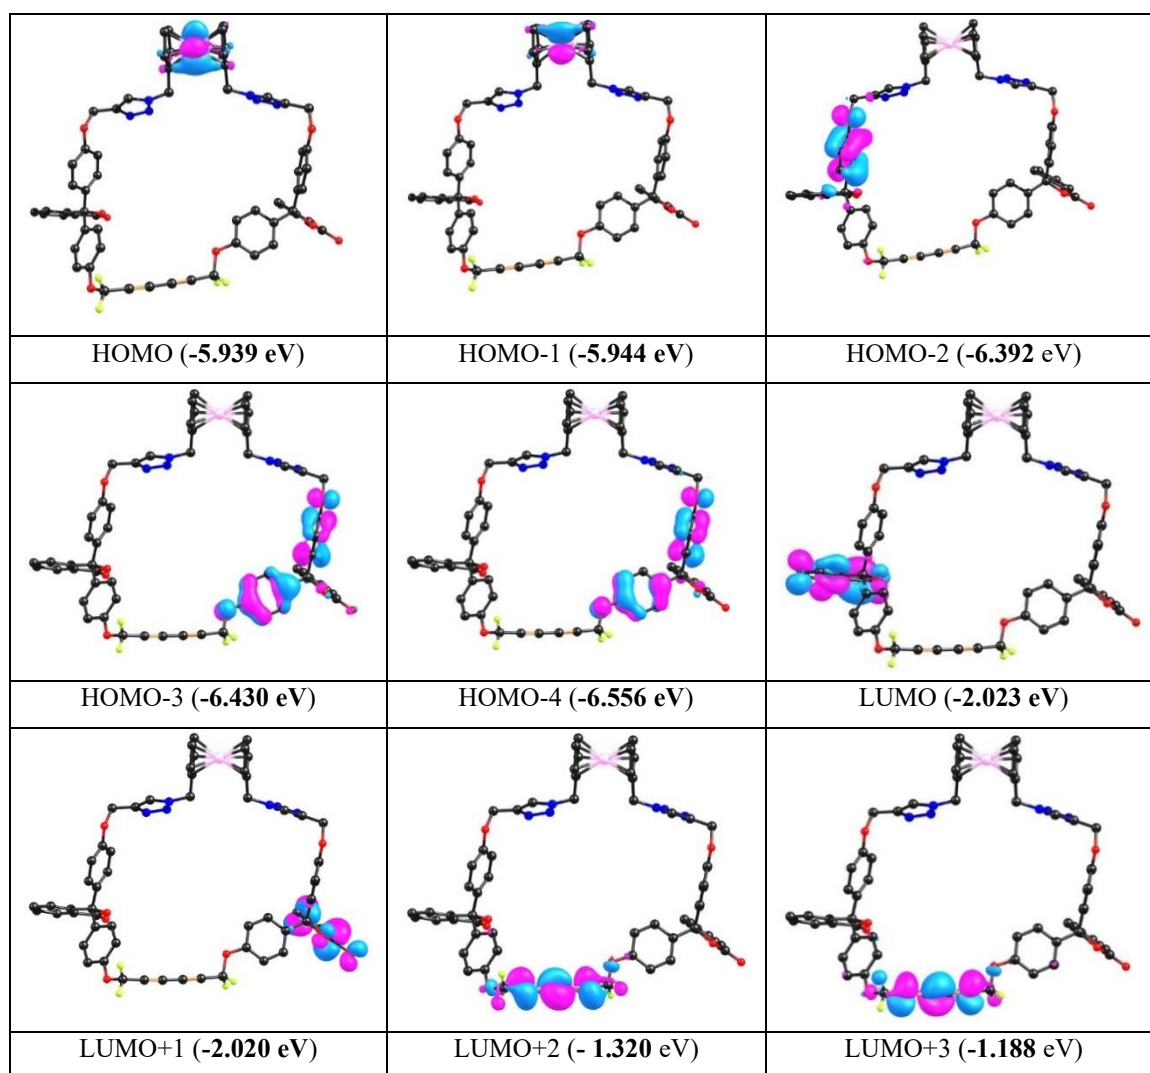 HOMO (-5.939 eV)
HOMO-1 (-5.944 eV)
HOMO-2 (-6.392 eV)
HOMO-3 (-6.430 eV)
HOMO-4 (-6.556 eV)
LUMO (-2.023 eV)
LUMO+1 (-2.020 eV)
LUMO+2 (- 1.320 eV)
LUMO+3 (-1.188 eV)